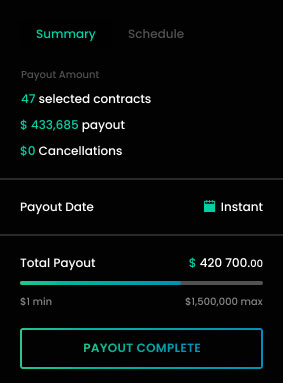 Summary Schedule
Payout Amount
47 selected contracts
$ 433,685 payout
$0 Cancellations
Payout Date Instant
Total Payout $ 420 700.00
$1 min $1,500,000 max
PAYOUT COMPLETE